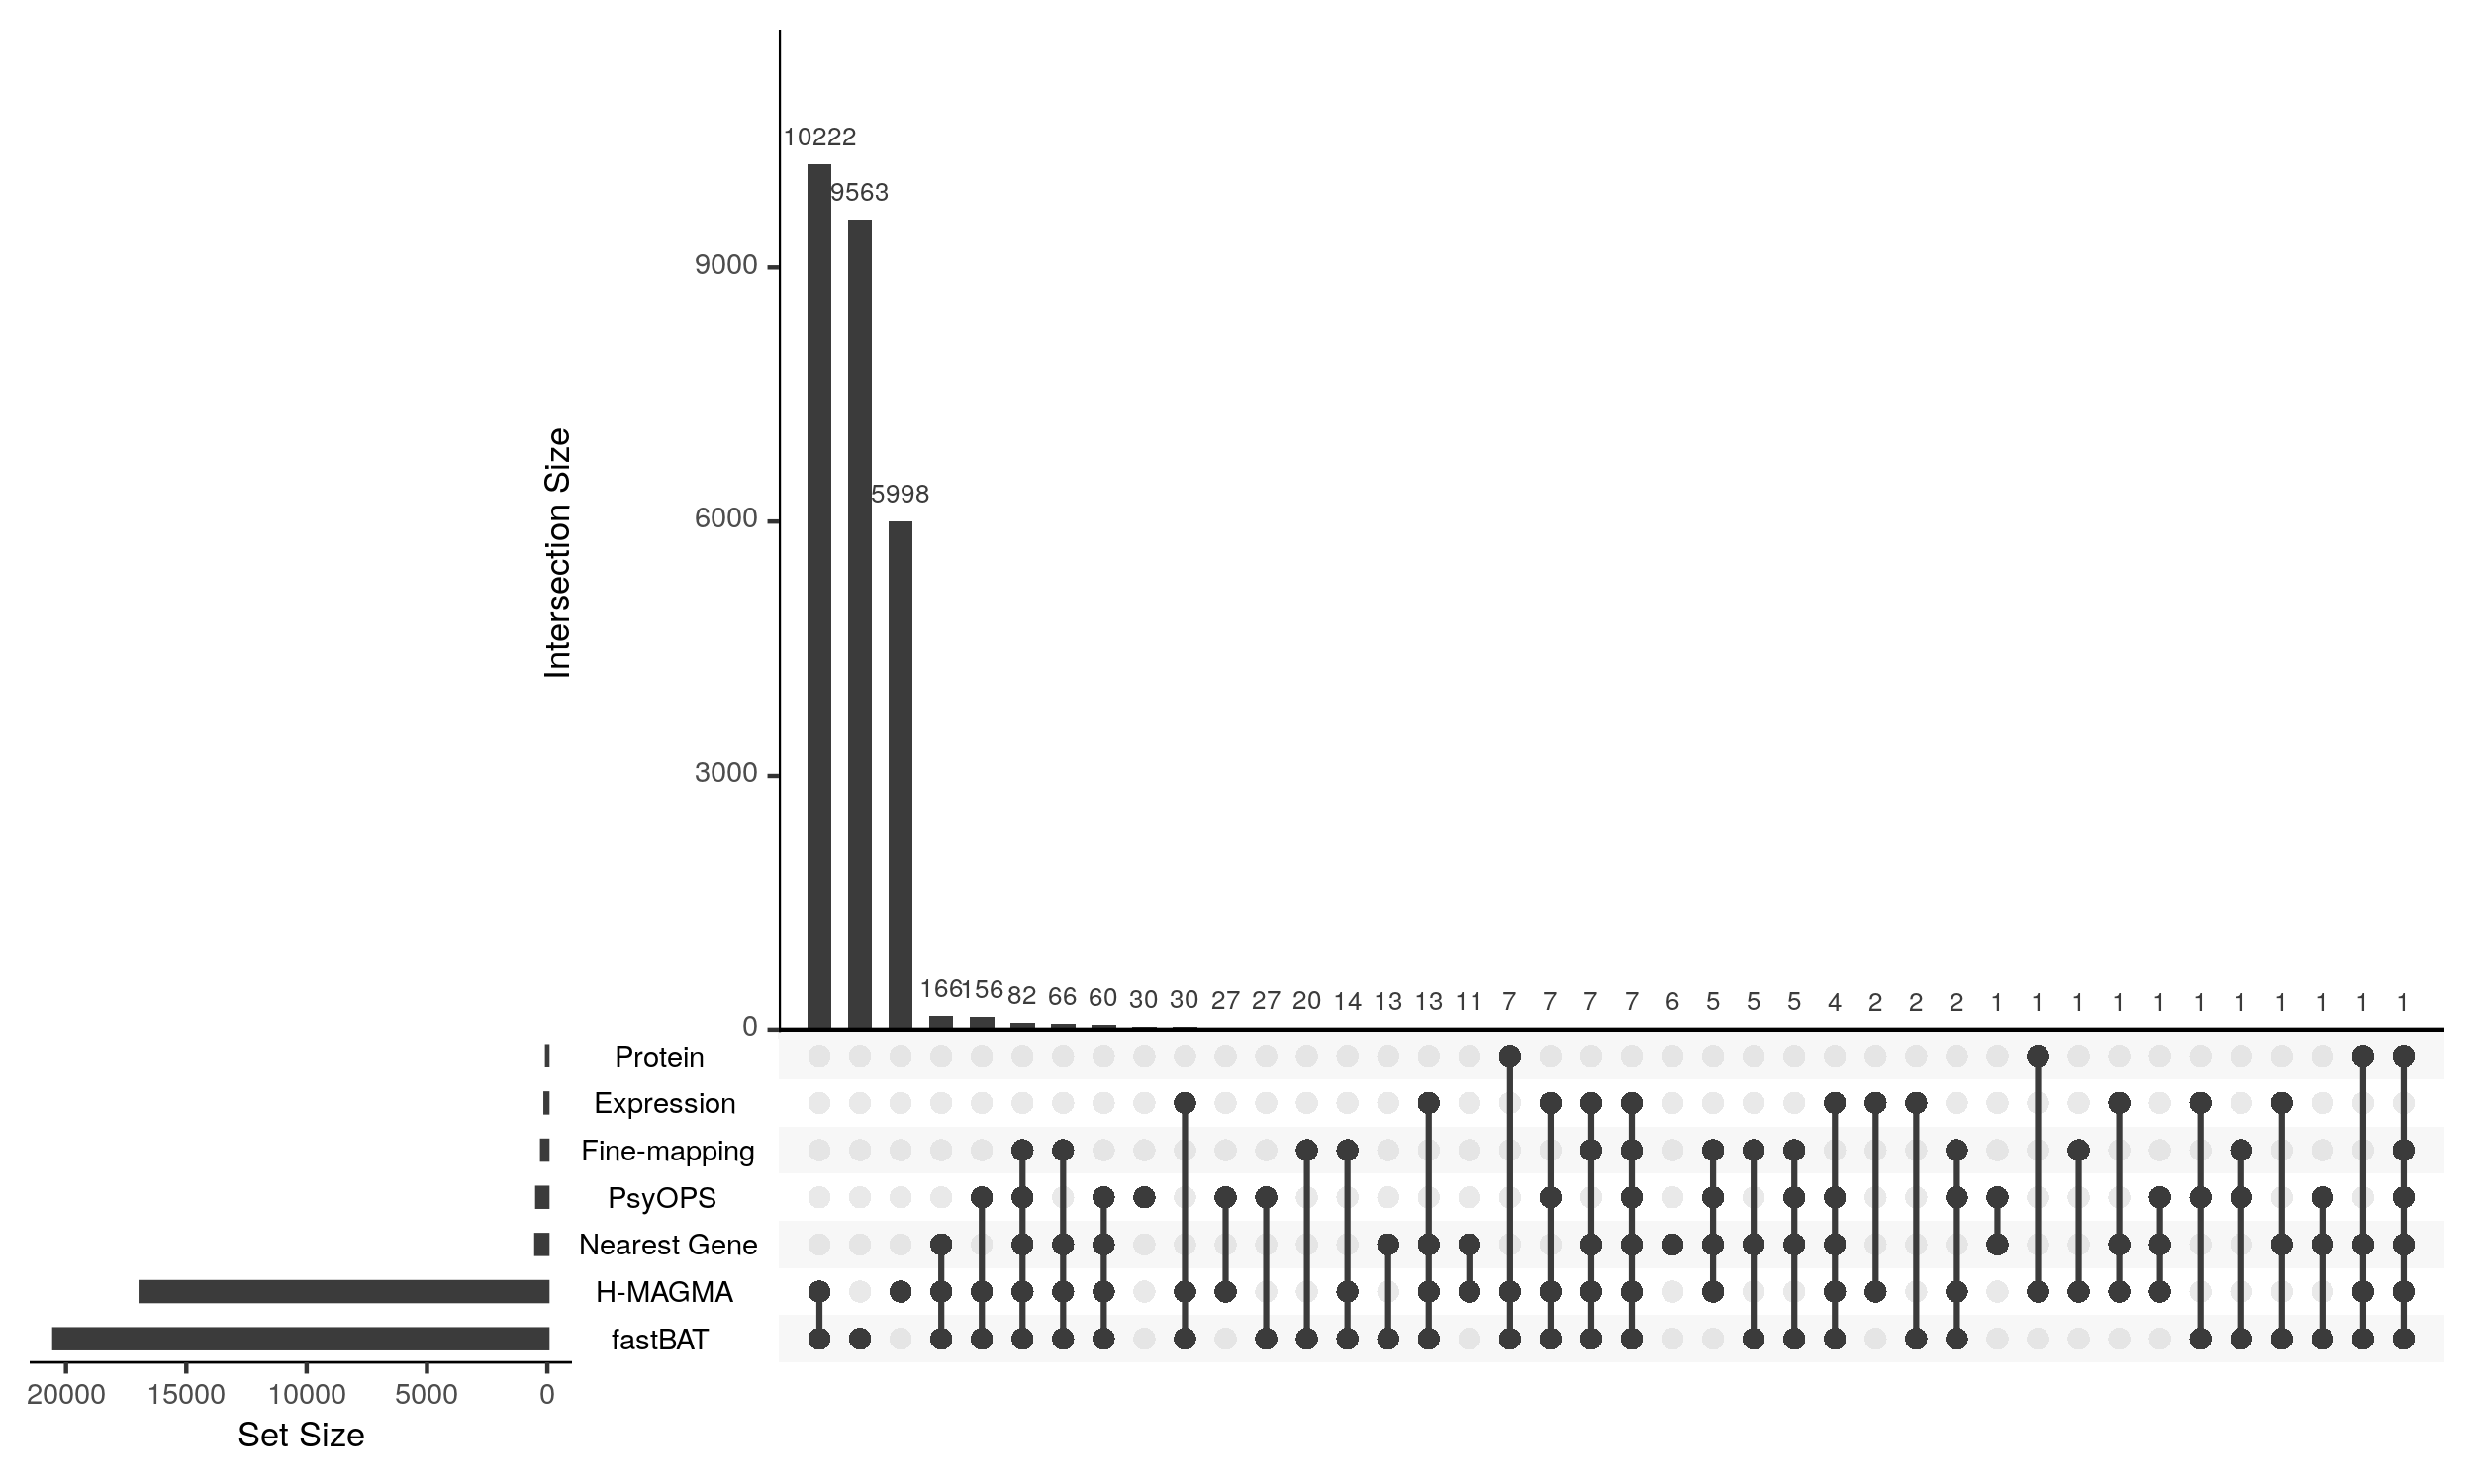 10222
9563
9000
5998
6000
Intersection Size
3000
166 156 82 66 60 30 30 27 27 20 14 13 13 11 7 7 7 7 6 5 5 5 4 2 2 2 1 1 1 1 1 1 1 1 1 1 1
0
Protein
Expression
Fine-mapping
PsyOPS
Nearest Gene
H-MAGMA
fastBAT
20000 15000 10000 5000 0
Set Size